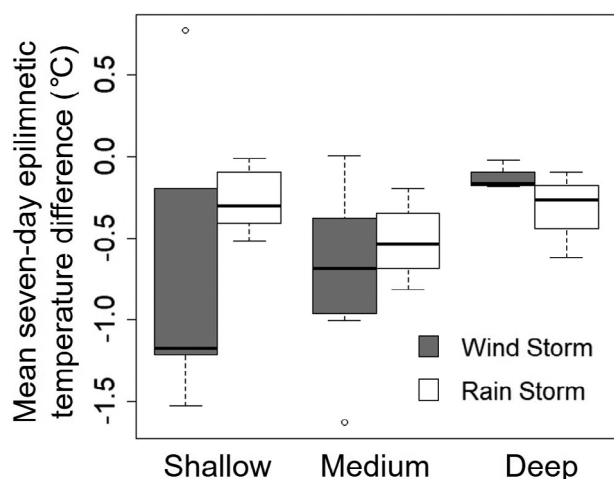 Mean seven-day epilimnetic
temperature difference (°C)
0.5
0.0
-0.5
-1.0
-1.5
Wind Storm
Rain Storm
Shallow
Medium
Deep